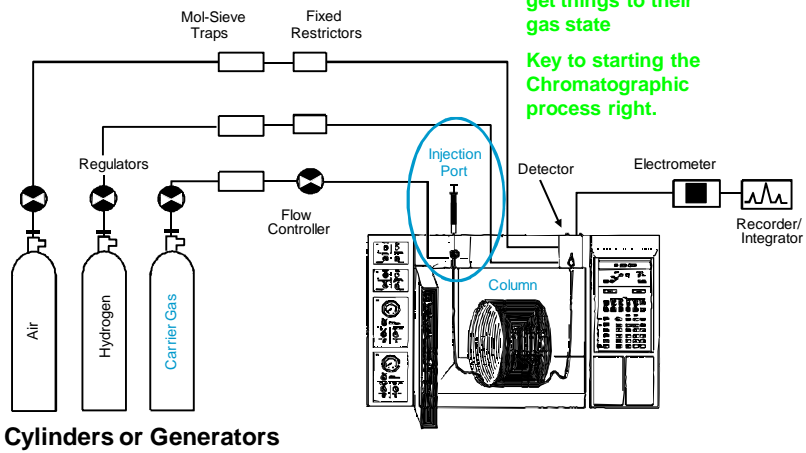 get things to their
gas state
Key to starting the
Chromatographic
process right.
Mol-Sieve
Traps
Fixed
Restrictors
Regulators
Injection
Port
Detector
Electrometer
Flow
Controller
Recorder/
Integrator
Column
Air
Hydrogen
Carrier Gas
Cylinders or Generators